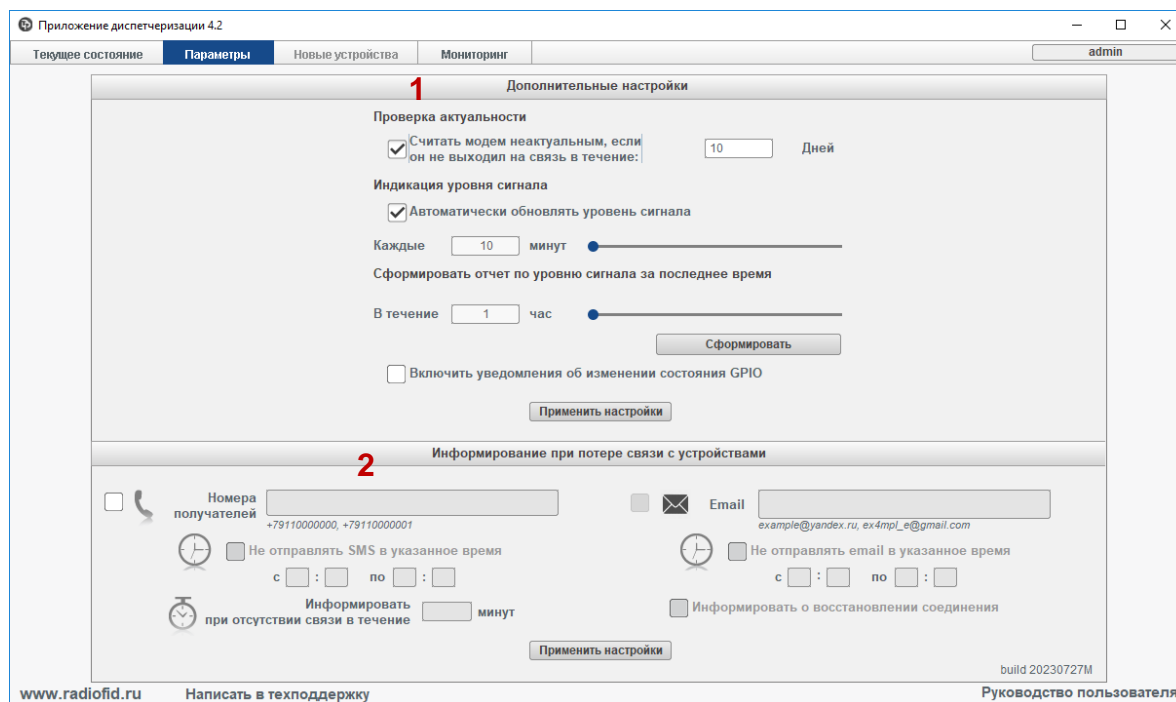 Приложение диспетчеризации 4.2
Текущее состояние Параметры Новые устройства Мониторинг admin
1 Дополнительные настройки
Проверка актуальности
Считать модем неактуальным, если
он не выходил на связь в течение: 10 Дней
Индикация уровня сигнала
Автоматически обновлять уровень сигнала
Каждые 10 минут
Сформировать отчет по уровню сигнала за последнее время
В течение 1 час
Сформировать
Включить уведомления об изменении состояния GPIO
Применить настройки
2 Информирование при потере связи с устройствами
Номера
получателей
+79110000000, +79110000001
Email
example@yandex.ru, ex4mpl_e@gmail.com
Не отправлять SMS в указанное время
с : по :
Не отправлять email в указанное время
с : по :
Информировать
при отсутствии связи в течение минут
Информировать о восстановлении соединения
Применить настройки
build 20230727M
www.radiofid.ru Написать в техподдержку Руководство пользователя